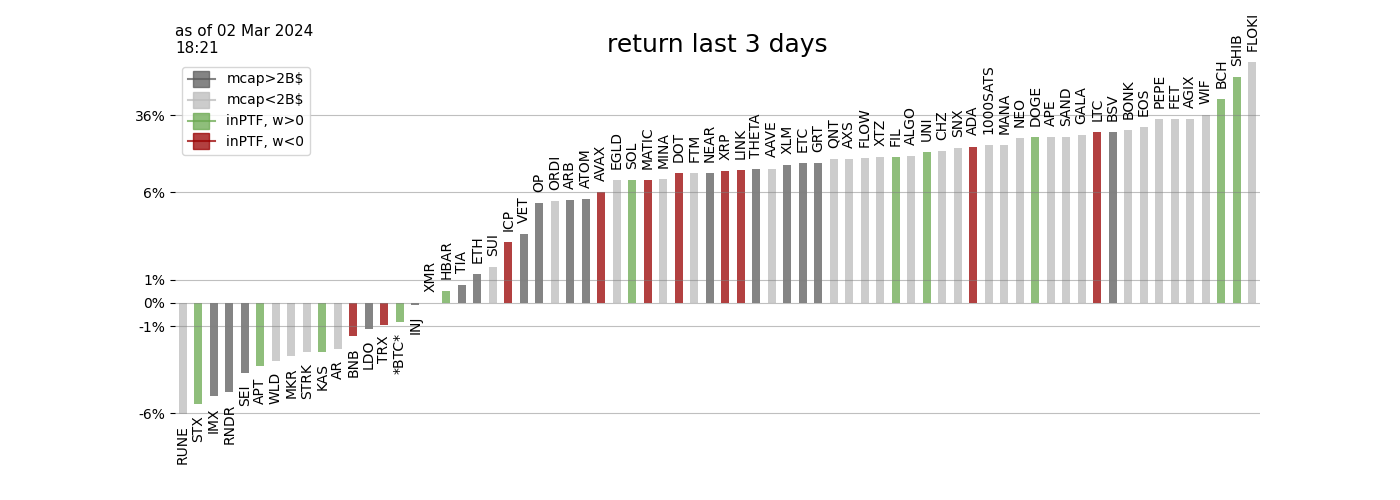 as of 02 Mar 2024
18:21
return last 3 days
mcap>2B$
mcap<2B$
inPTF, w>0
inPTF, w<0
36%
6%
1%
0%
-1%
-6%
RUNE
STX
IMX
RNDR
SEI
APT
WLD
MKR
STRK
KAS
AR
BNB
LDO
TRX
*BTC*
INJ
XMR
HBAR
TIA
ETH
SUI
ICP
VET
OP
ORDI
ARB
ATOM
AVAX
EGLD
SOL
MATIC
MINA
DOT
FTM
NEAR
XRP
LINK
THETA
AAVE
XLM
ETC
GRT
QNT
AXS
FLOW
XTZ
FIL
ALGO
UNI
CHZ
SNX
ADA
1000SATS
MANA
NEO
DOGE
APE
SAND
GALA
LTC
BSV
BONK
EOS
PEPE
FET
AGIX
WIF
BCH
SHIB
FLOKI